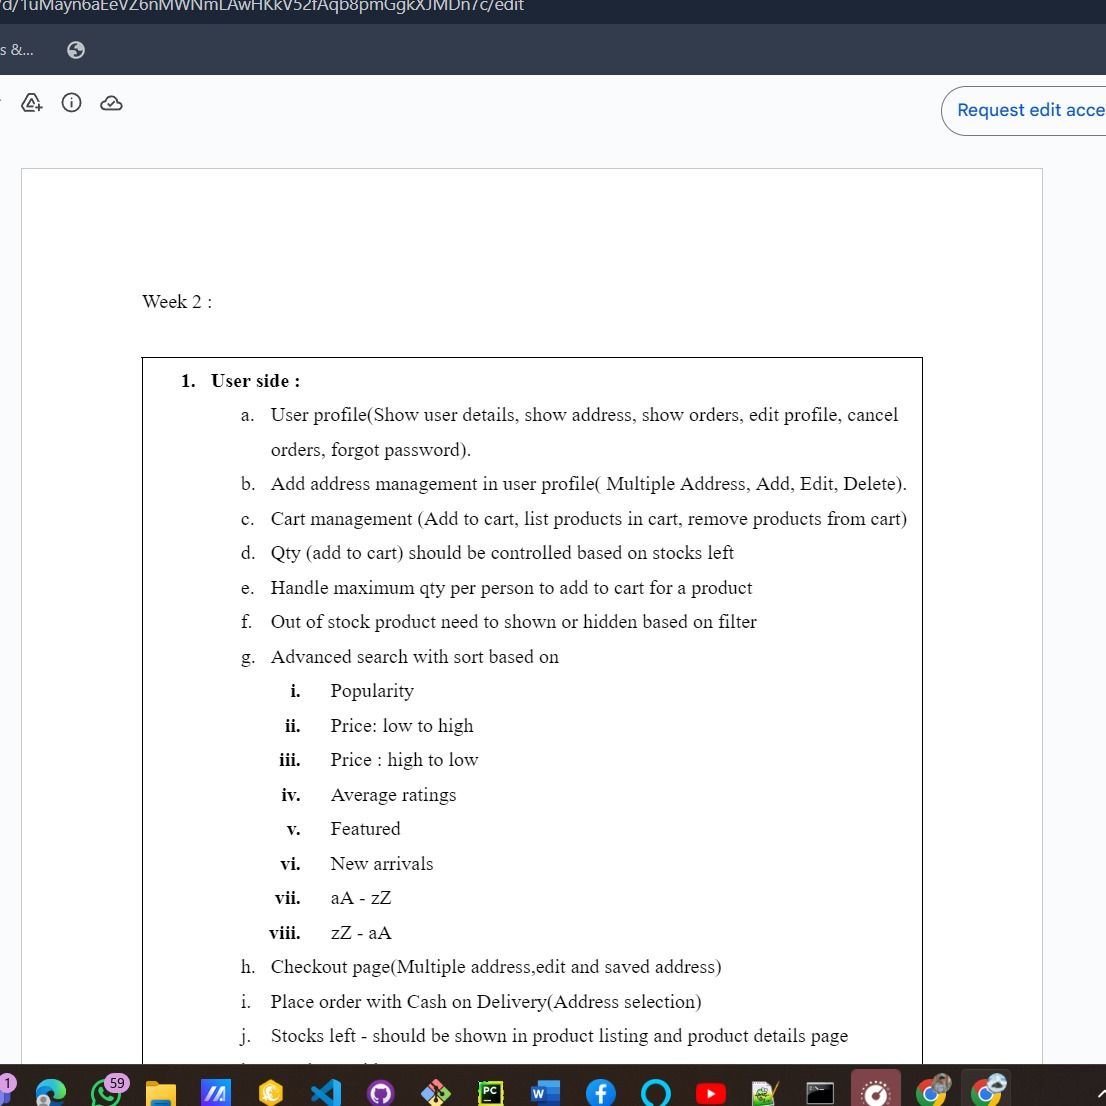 s &...
Request edit acce
Week 2 :
1. User side :
a. User profile(Show user details, show address, show orders, edit profile, cancel
orders, forgot password).
b. Add address management in user profile( Multiple Address, Add, Edit, Delete).
c. Cart management (Add to cart, list products in cart, remove products from cart)
d. Qty (add to cart) should be controlled based on stocks left
e. Handle maximum qty per person to add to cart for a product
f. Out of stock product need to shown or hidden based on filter
g. Advanced search with sort based on
i. Popularity
ii. Price: low to high
iii. Price : high to low
iv. Average ratings
v. Featured
vi. New arrivals
vii. aA - zZ
viii. zZ - aA
h. Checkout page(Multiple address,edit and saved address)
i. Place order with Cash on Delivery(Address selection)
j. Stocks left - should be shown in product listing and product details page
1 59 PC W